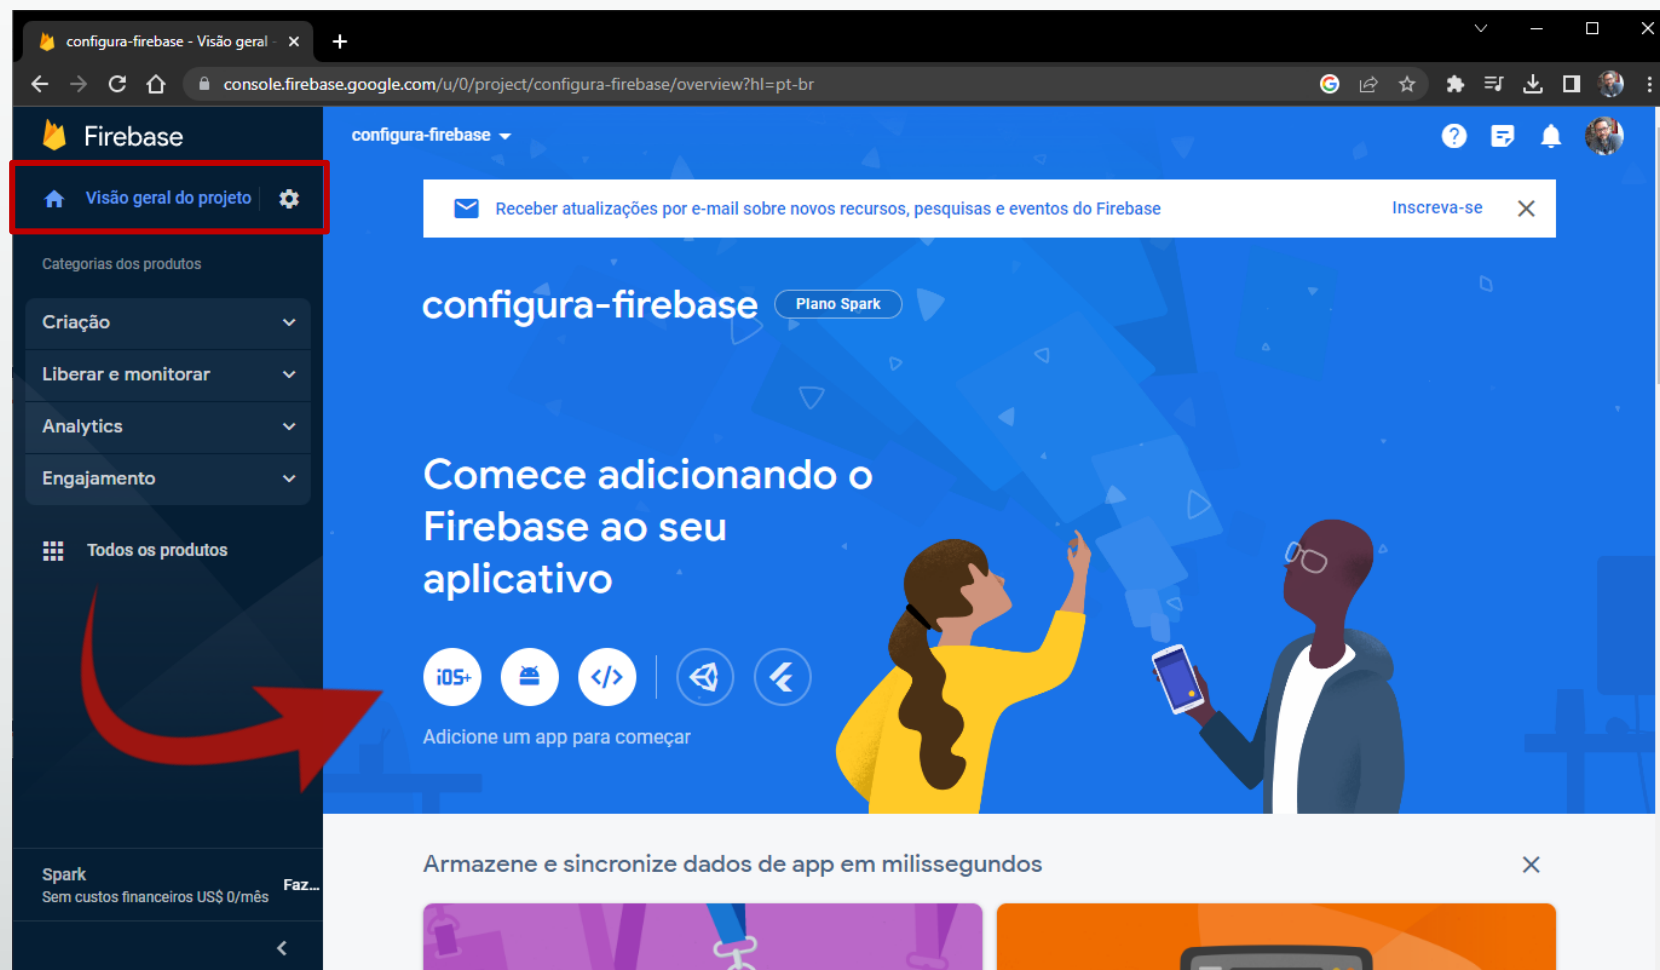 configura-firebase - Visão geral -
console.firebase.google.com/u/0/project/configura-firebase/overview?hl=pt-br
Firebase
configura-firebase
Visão geral do projeto
Receber atualizações por e-mail sobre novos recursos, pesquisas e eventos do Firebase
Inscreva-se
Categorias dos produtos
configura-firebase
Plano Spark
Criação
Liberar e monitorar
Analytics
Engajamento
Todos os produtos
Comece adicionando o
Firebase ao seu
aplicativo
iOS+
Adicione um app para começar
Armazene e sincronize dados de app em milissegundos
Spark
Sem custos financeiros US$ 0/mês
Faz...